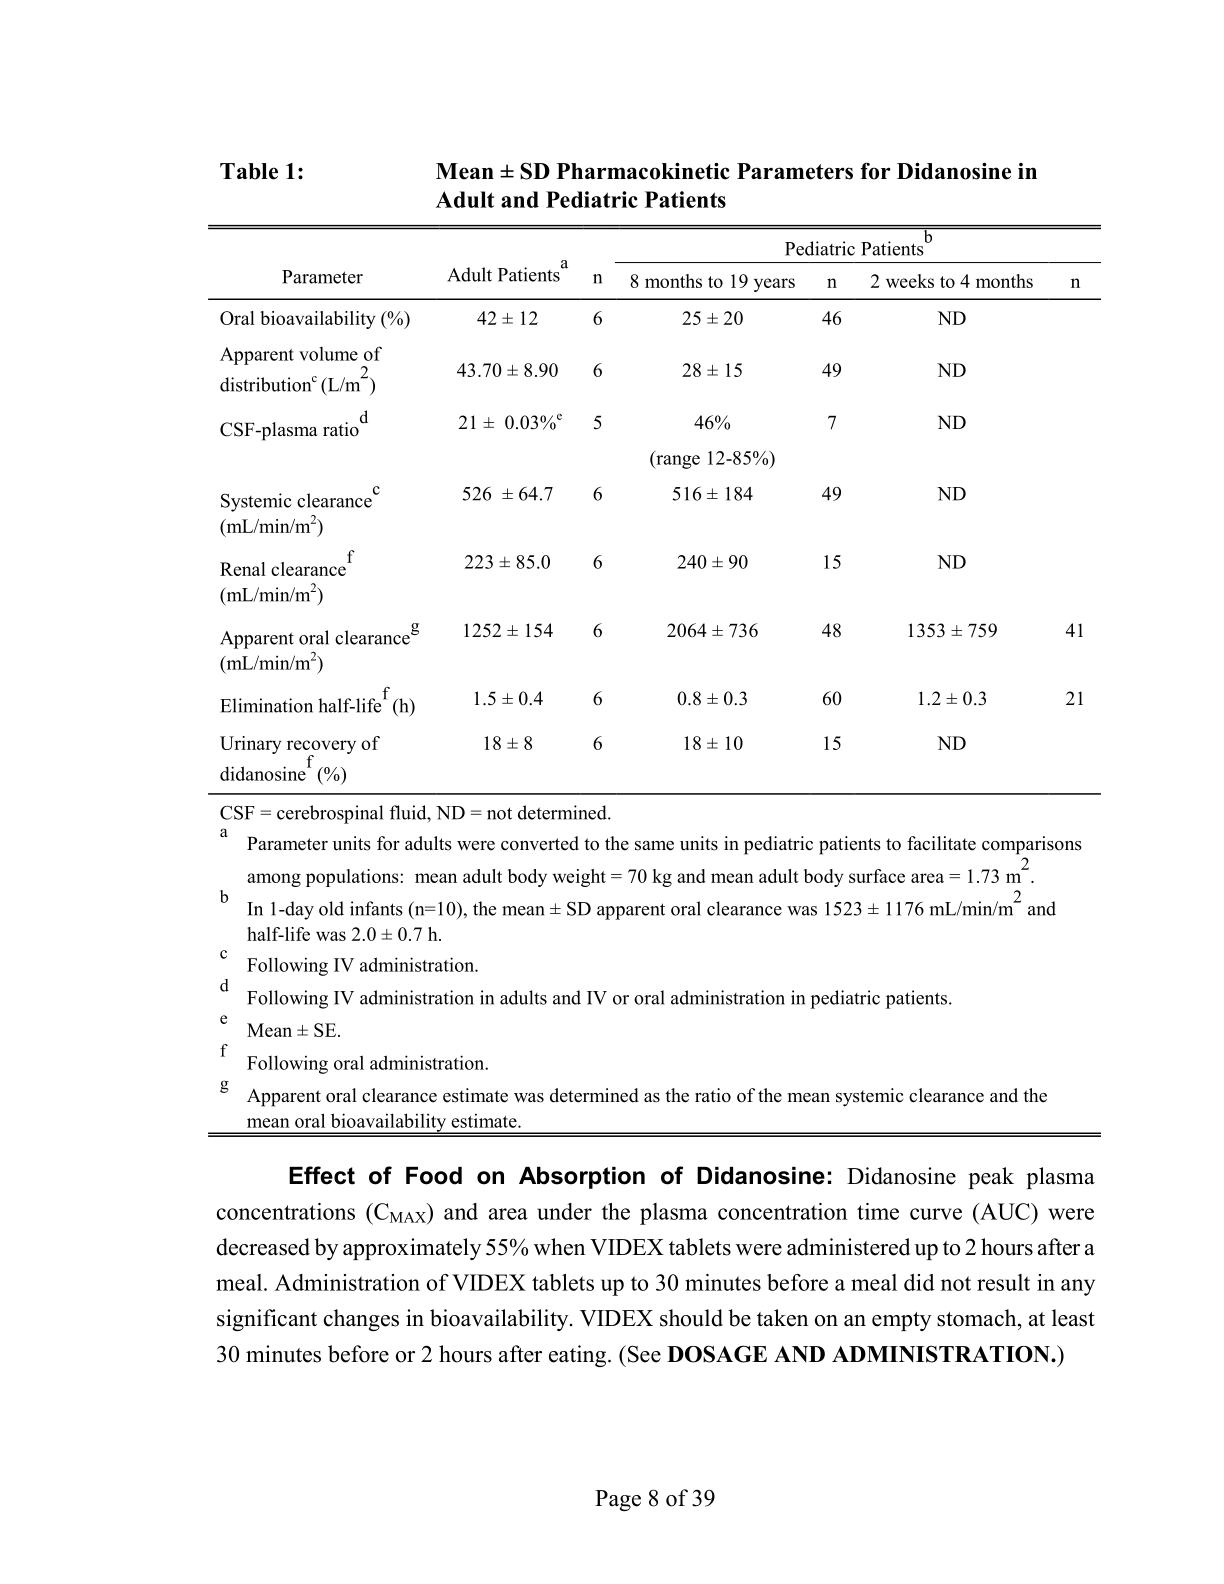 Table 1: Mean ± SD Pharmacokinetic Parameters for Didanosine in
Adult and Pediatric Patients
Pediatric Patients^b
Parameter Adult Patients^a n 8 months to 19 years n 2 weeks to 4 months n
Oral bioavailability (%) 42 ± 12 6 25 ± 20 46 ND
Apparent volume of
distribution^c (L/m^2) 43.70 ± 8.90 6 28 ± 15 49 ND
CSF-plasma ratio^d 21 ± 0.03%^e 5 46% 7 ND
(range 12-85%)
Systemic clearance^c 526 ± 64.7 6 516 ± 184 49 ND
(mL/min/m^2)
Renal clearance^f 223 ± 85.0 6 240 ± 90 15 ND
(mL/min/m^2)
Apparent oral clearance^g 1252 ± 154 6 2064 ± 736 48 1353 ± 759 41
(mL/min/m^2)
Elimination half-life^f (h) 1.5 ± 0.4 6 0.8 ± 0.3 60 1.2 ± 0.3 21
Urinary recovery of 18 ± 8 6 18 ± 10 15 ND
didanosine^f (%)
CSF = cerebrospinal fluid, ND = not determined.
a Parameter units for adults were converted to the same units in pediatric patients to facilitate comparisons
among populations: mean adult body weight = 70 kg and mean adult body surface area = 1.73 m^2.
b In 1-day old infants (n=10), the mean ± SD apparent oral clearance was 1523 ± 1176 mL/min/m^2 and
half-life was 2.0 ± 0.7 h.
c Following IV administration.
d Following IV administration in adults and IV or oral administration in pediatric patients.
e Mean ± SE.
f Following oral administration.
g Apparent oral clearance estimate was determined as the ratio of the mean systemic clearance and the
mean oral bioavailability estimate.
Effect of Food on Absorption of Didanosine: Didanosine peak plasma
concentrations (CMAX) and area under the plasma concentration time curve (AUC) were
decreased by approximately 55% when VIDEX tablets were administered up to 2 hours after a
meal. Administration of VIDEX tablets up to 30 minutes before a meal did not result in any
significant changes in bioavailability. VIDEX should be taken on an empty stomach, at least
30 minutes before or 2 hours after eating. (See DOSAGE AND ADMINISTRATION.)
Page 8 of 39